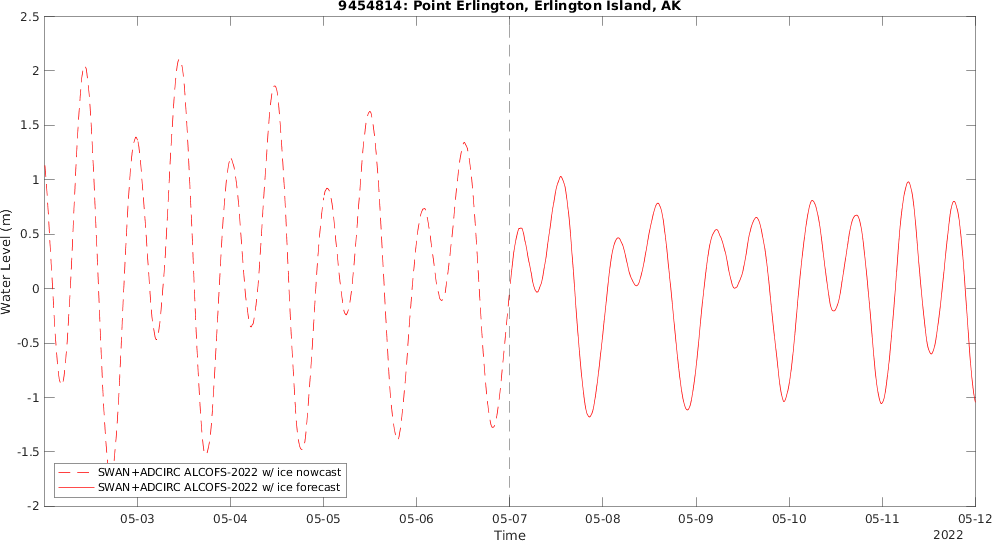 9454814: Point Erlington, Erlington Island, AK
2.5
2
1.5
1
0.5
0
-0.5
-1
-1.5
-2
Water Level (m)
SWAN+ADCIRC ALCOFS-2022 w/ ice nowcast
SWAN+ADCIRC ALCOFS-2022 w/ ice forecast
05-03 05-04 05-05 05-06 05-07 05-08 05-09 05-10 05-11 05-12
Time
2022